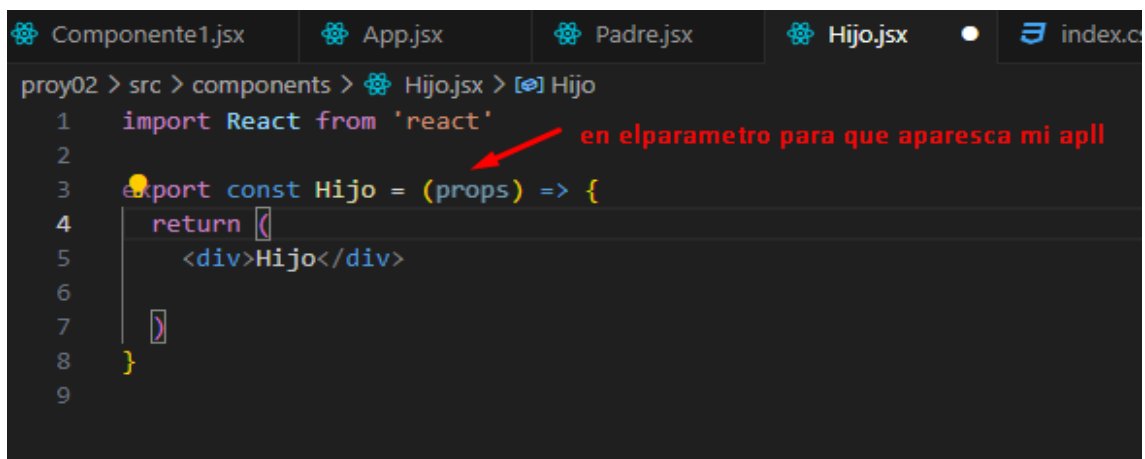 Componente1.jsx App.jsx Padre.jsx Hijo.jsx index.cs
proy02 > src > components > Hijo.jsx > Hijo
1 import React from 'react'
en elparametro para que aparesca mi apll
2
3 export const Hijo = (props) => {
4 return (
5 <div>Hijo</div>
6
7 )
8 }
9